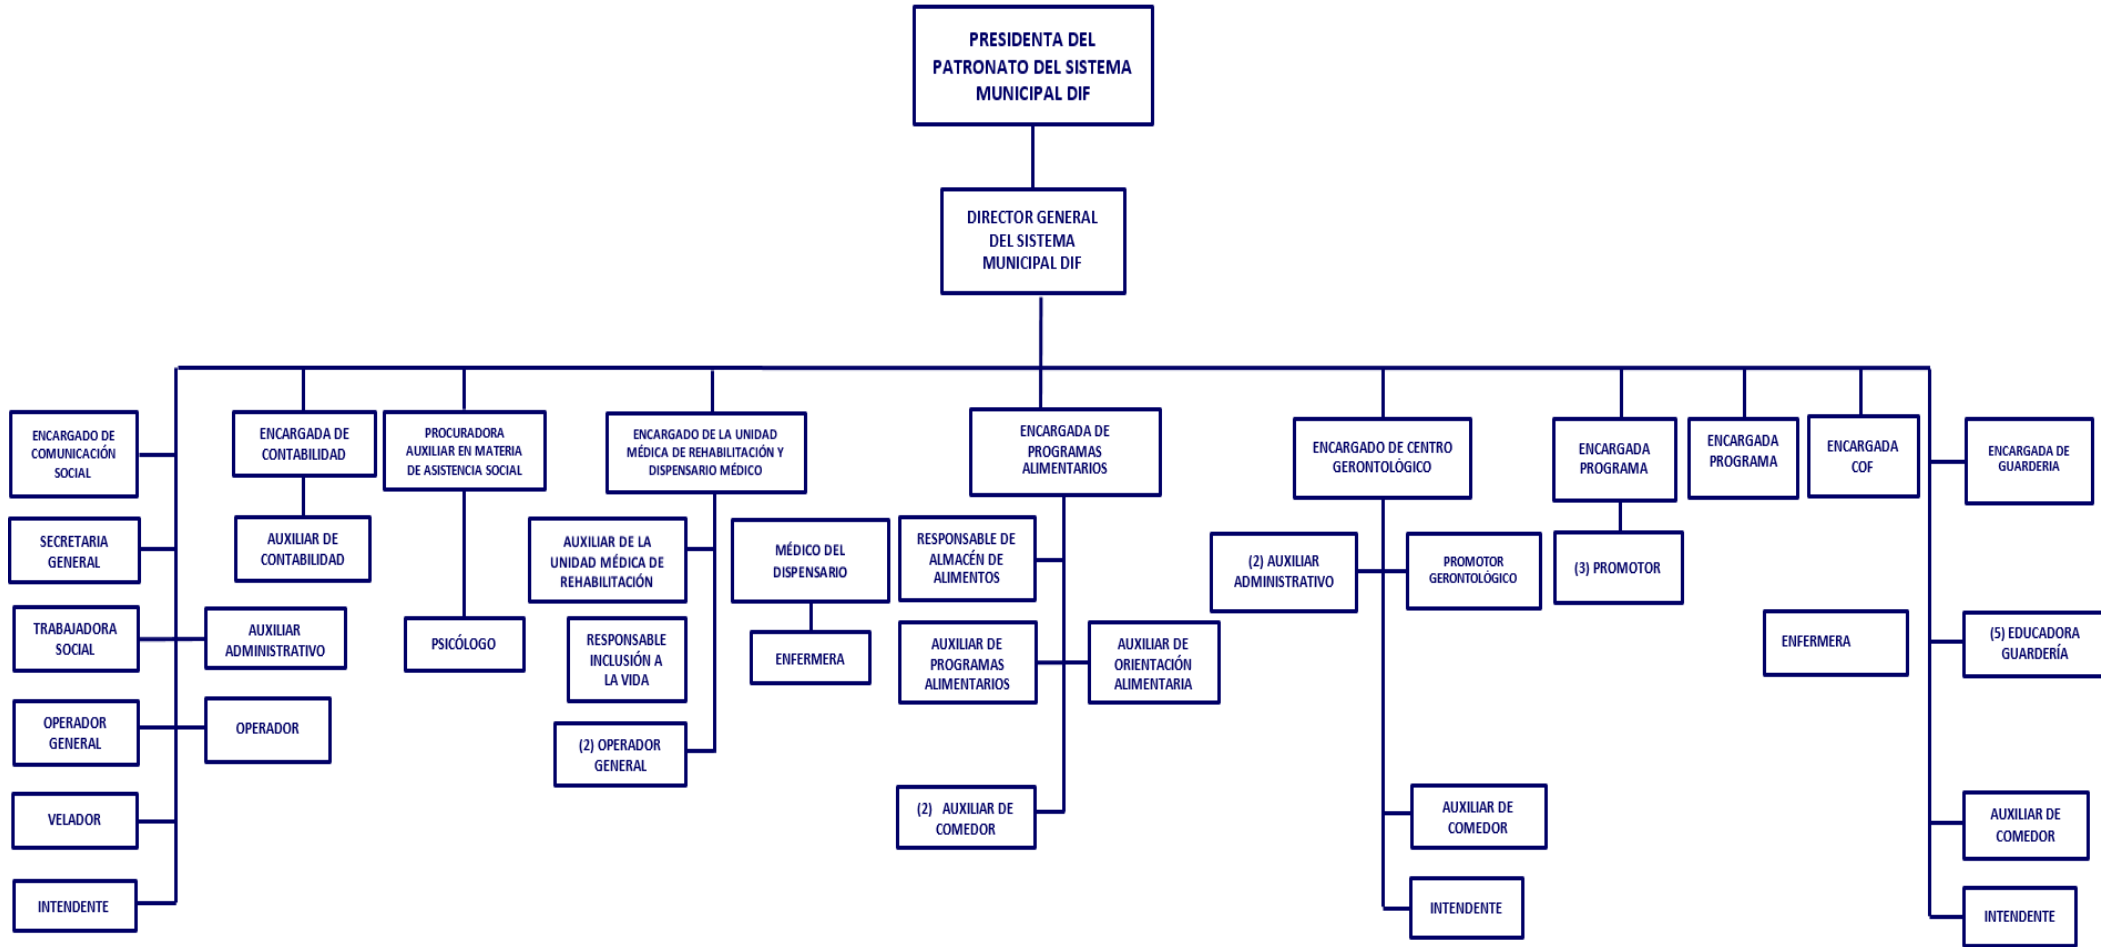 PRESIDENTA DEL
PATRONATO DEL SISTEMA
MUNICIPAL DIF
DIRECTOR GENERAL
DEL SISTEMA
MUNICIPAL DIF
ENCARGADO DE
COMUNICACIÓN
SOCIAL
ENCARGADA DE
CONTABILIDAD
PROCURADORA
AUXILIAR EN MATERIA
DE ASISTENCIA SOCIAL
ENCARGADO DE LA UNIDAD
MÉDICA DE REHABILITACIÓN Y
DISPENSARIO MÉDICO
ENCARGADA DE
PROGRAMAS
ALIMENTARIOS
ENCARGADO DE CENTRO
GERONTOLÓGICO
ENCARGADA
PROGRAMA
ENCARGADA
PROGRAMA
ENCARGADA
COF
ENCARGADA DE
GUARDERIA
SECRETARIA
GENERAL
AUXILIAR DE
CONTABILIDAD
AUXILIAR DE LA
UNIDAD MÉDICA DE
REHABILITACIÓN
MÉDICO DEL
DISPENSARIO
RESPONSABLE DE
ALMACÉN DE
ALIMENTOS
(2) AUXILIAR
ADMINISTRATIVO
PROMOTOR
GERONTOLÓGICO
(3) PROMOTOR
TRABAJADORA
SOCIAL
AUXILIAR
ADMINISTRATIVO
PSICÓLOGO
RESPONSABLE
INCLUSIÓN A
LA VIDA
ENFERMERA
AUXILIAR DE
PROGRAMAS
ALIMENTARIOS
AUXILIAR DE
ORIENTACIÓN
ALIMENTARIA
ENFERMERA
(5) EDUCADORA
GUARDERÍA
OPERADOR
GENERAL
OPERADOR
(2) OPERADOR
GENERAL
VELADOR
(2) AUXILIAR DE
COMEDOR
AUXILIAR DE
COMEDOR
AUXILIAR DE
COMEDOR
INTENDENTE
INTENDENTE
INTENDENTE